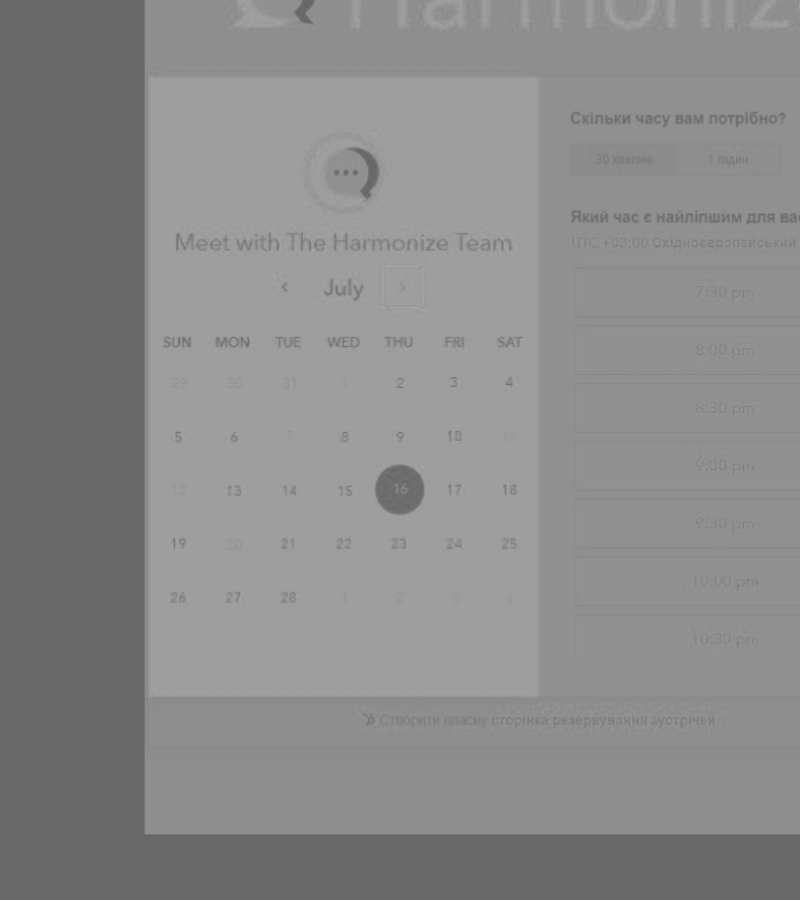 Harmonize
Meet with The Harmonize Team
‹ July ›
SUN MON TUE WED THU FRI SAT
29 30 31 1 2 3 4
5 6 7 8 9 10 11
12 13 14 15 16 17 18
19 20 21 22 23 24 25
26 27 28 1 2 3 4
Скільки часу вам потрібно?
30 хвилин 1 годин
Який час є найліпшим для вас
UTC +03:00 Східноєвропейський
7:30 pm
8:00 pm
8:30 pm
9:00 pm
9:30 pm
10:00 pm
10:30 pm
Створити власну сторінка резервування зустрічей